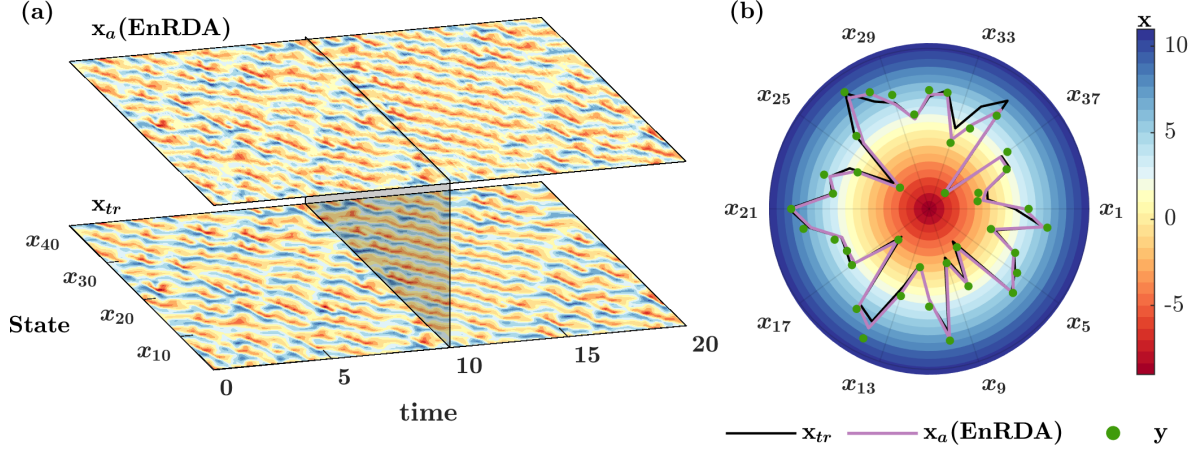 (a)
x_a(EnRDA)
x_tr
x_40
x_30
x_20
x_10
State
0
5
10
15
20
time
(b)
x
x_29
x_33
x_25
x_37
x_21
x_1
x_17
x_5
x_13
x_9
10
5
0
-5
x_tr
x_a(EnRDA)
y